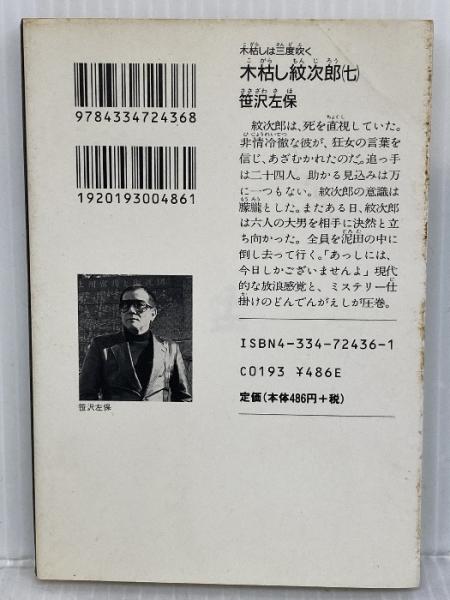 木枯しは三度吹く
木枯し紋次郎(七)
笹沢左保
紋次郎は、死を直視していた。
非情冷徹な彼が、狂女の言葉を
信じ、あざむかれたのだ。追っ手
は二十四人。助かる見込みは万
に一つもない。紋次郎の意識は
朦朧とした。またある日、紋次郎
は六人の大男を相手に決然と立
ち向かった。全員を泥田の中に
倒し去って行く。「あっしには、
今日しかございませんよ」現代
的な放浪感覚と、ミステリー仕
掛けのどんでんがえしが圧巻。
ISBN4-334-72436-1
C0193 ¥486E
定価(本体486円+税)
9784334724368
1920193004861
笹沢左保